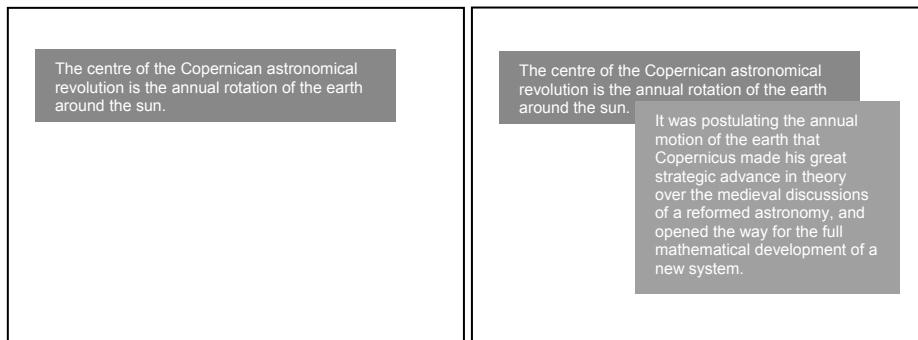 The centre of the Copernican astronomical
revolution is the annual rotation of the earth
around the sun.
The centre of the Copernican astronomical
revolution is the annual rotation of the earth
around the sun.
It was postulating the annual
motion of the earth that
Copernicus made his great
strategic advance in theory
over the medieval discussions
of a reformed astronomy, and
opened the way for the full
mathematical development of a
new system.